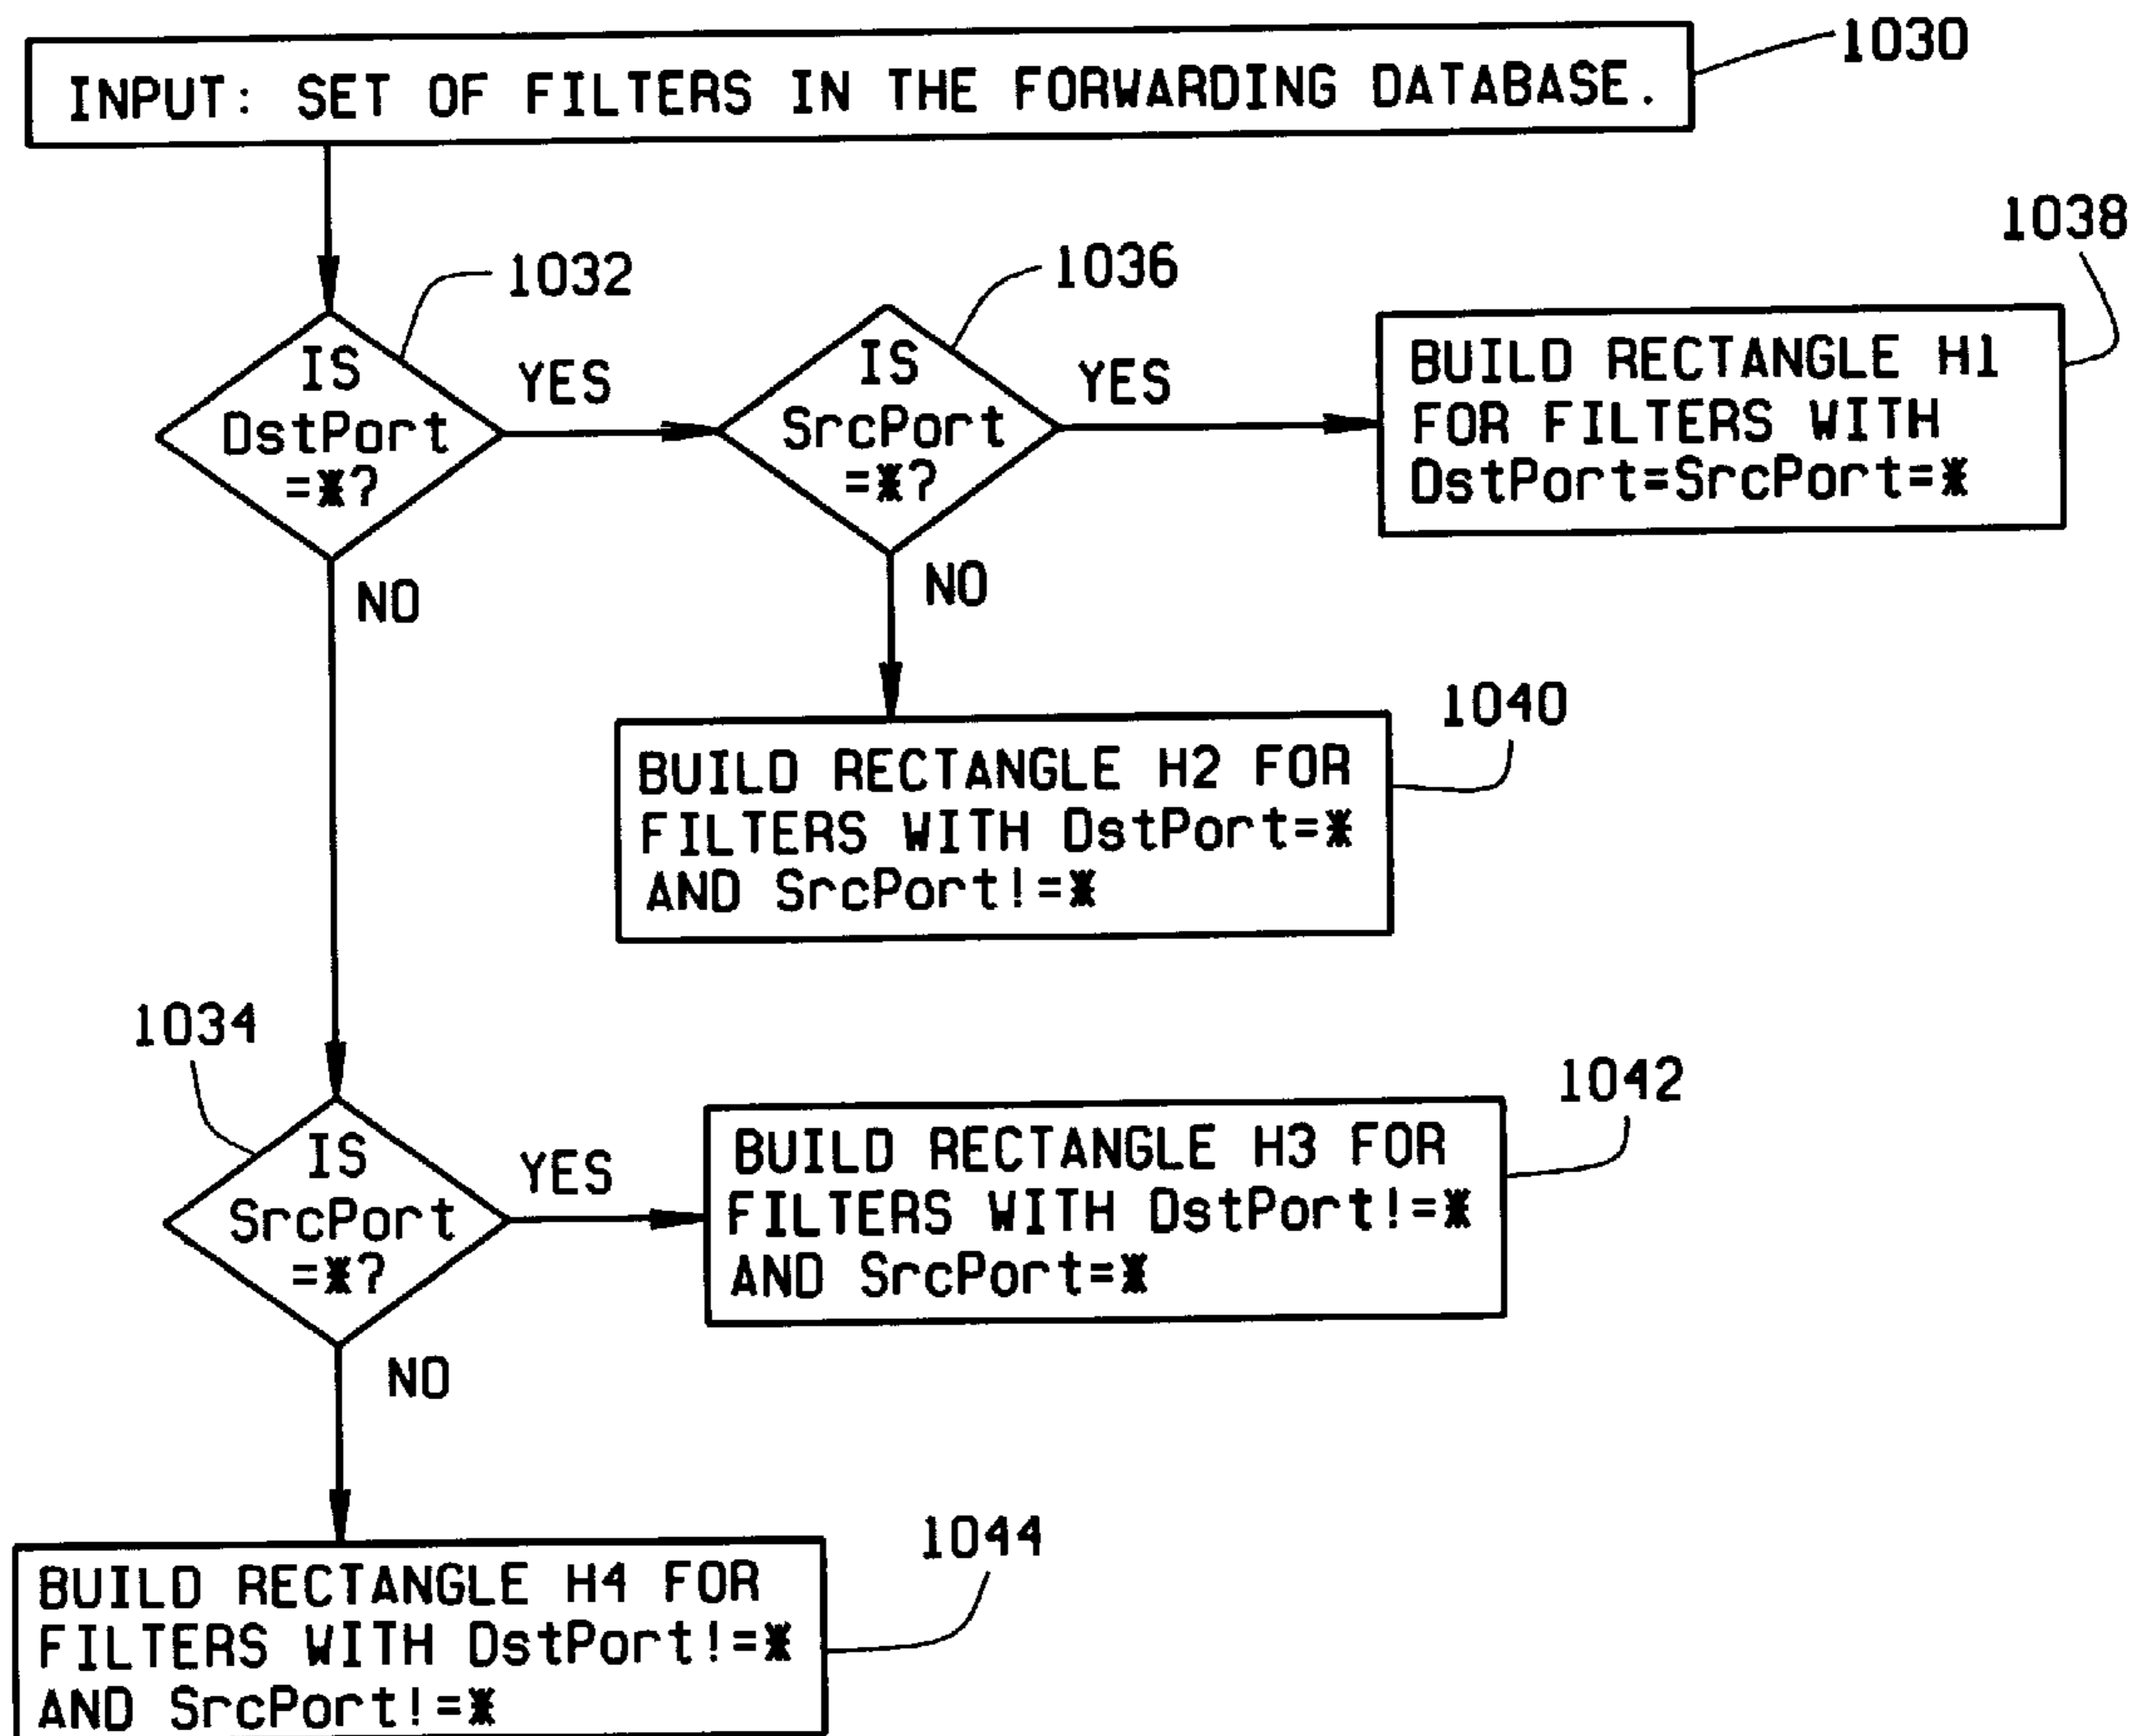 INPUT: SET OF FILTERS IN THE FORWARDING DATABASE.
1030
1032
IS
DstPort
=*?
YES
NO
1036
IS
SrcPort
=*?
YES
NO
1038
BUILD RECTANGLE H1
FOR FILTERS WITH
DstPort=SrcPort=*
1040
BUILD RECTANGLE H2 FOR
FILTERS WITH DstPort=*
AND SrcPort!=*
1034
IS
SrcPort
=*?
YES
NO
1042
BUILD RECTANGLE H3 FOR
FILTERS WITH DstPort!=*
AND SrcPort=*
1044
BUILD RECTANGLE H4 FOR
FILTERS WITH DstPort!=*
AND SrcPort!=*